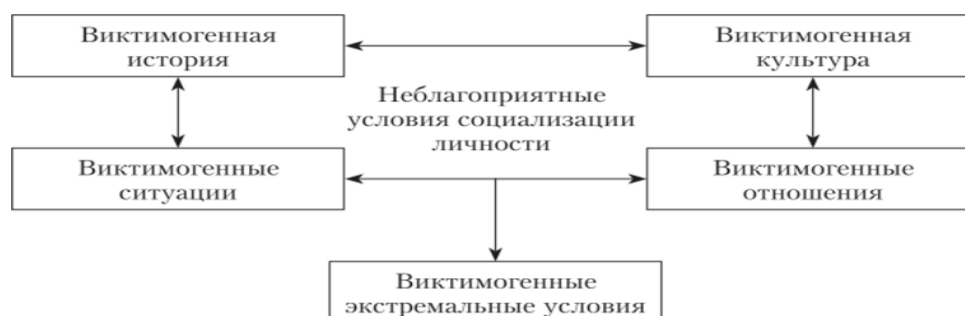 Виктимогенная
история
Виктимогенная
культура
Неблагоприятные
условия социализации
личности
Виктимогенные
ситуации
Виктимогенные
отношения
Виктимогенные
экстремальные условия